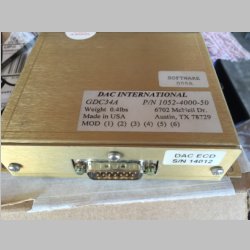 SOFTWARE
DAC INTERNATIONAL
GDC34A P/N 1052-4000-50
Weight 0.4lbs 6702 McNeil Dr.
Made in USA Austin, TX 78729
MOD (1) (2) (3) (4) (5) (6)
DAC ECD
S/N 14012